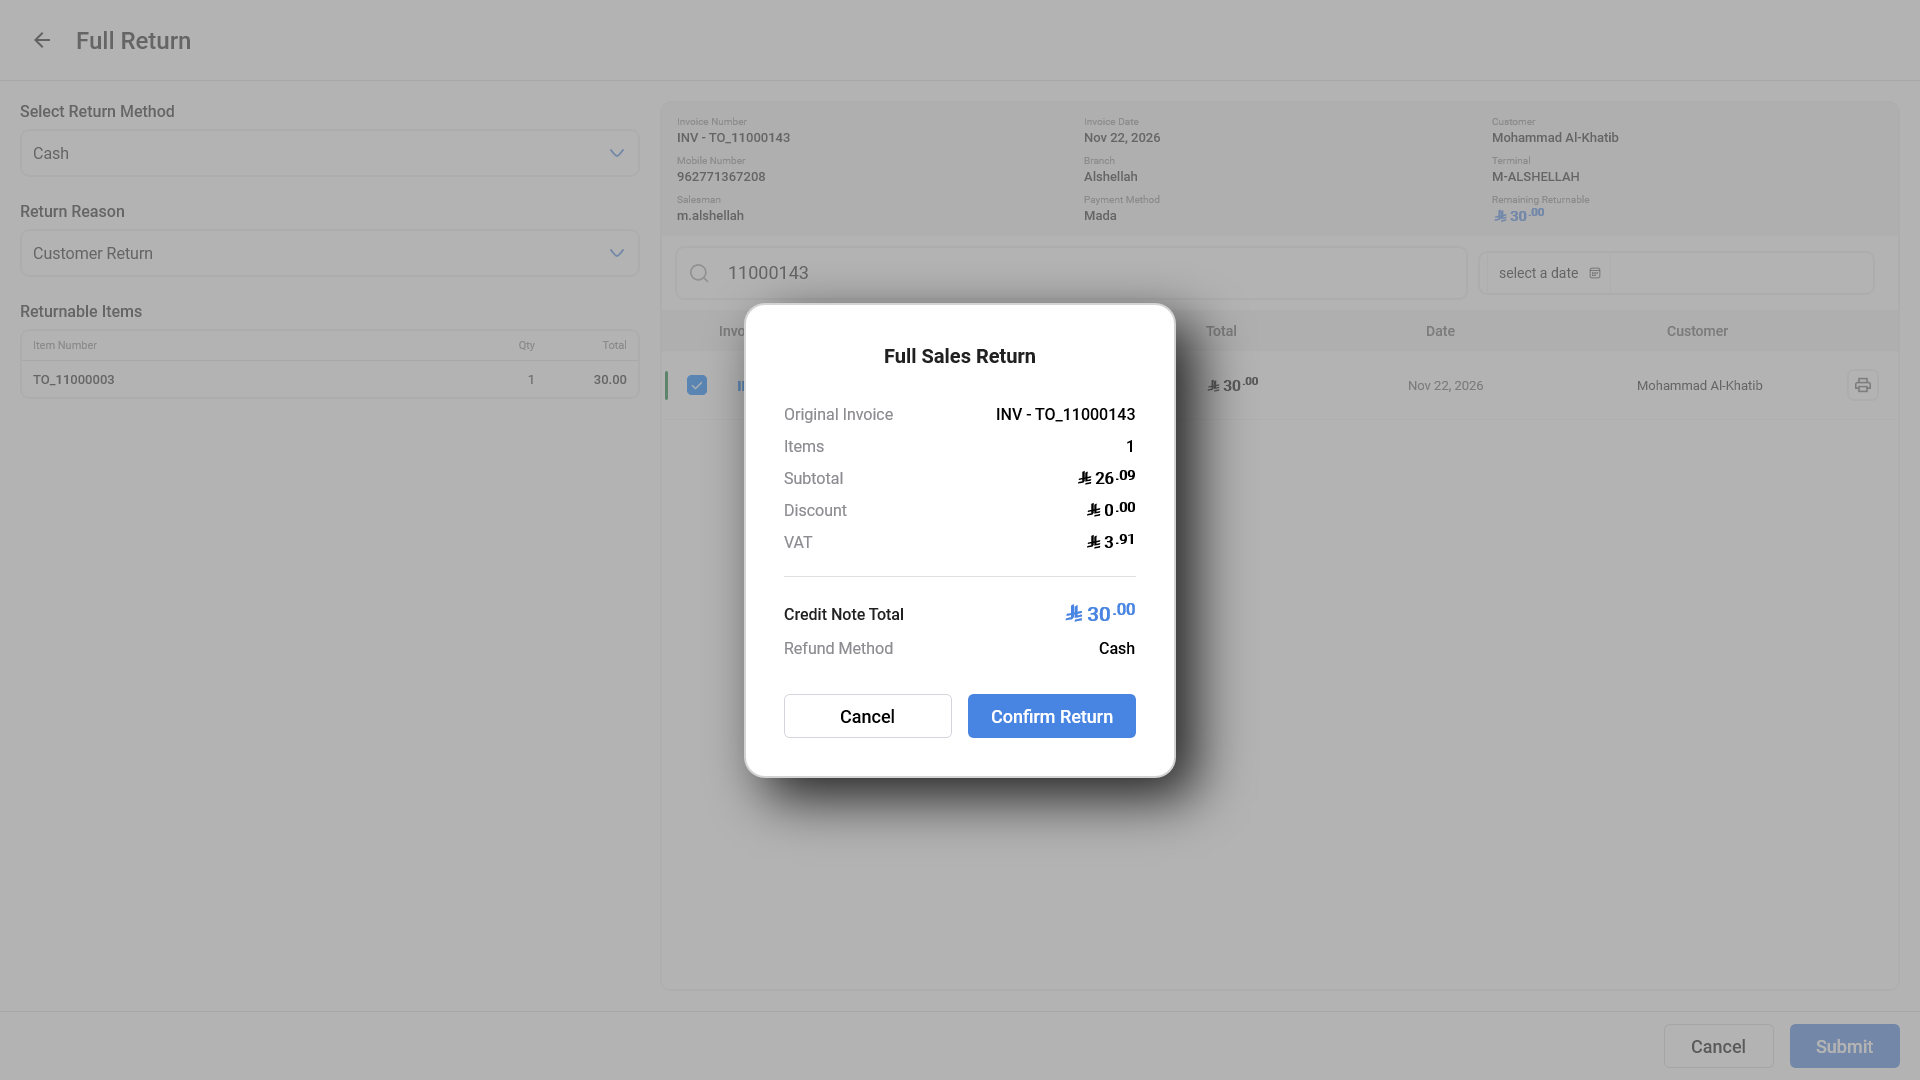 Full Return
Select Return Method
Cash
Return Reason
Customer Return
Returnable Items
Item Number Qty Total
TO_11000003 1 30.00
Invoice Number Invoice Date Customer
INV - TO_11000143 Nov 22, 2026 Mohammad Al-Khatib
Mobile Number Branch Terminal
962771367208 Alshellah M-ALSHELLAH
Salesman Payment Method Remaining Returnable
m.alshellah Mada ⃁ 30.00
11000143 select a date
Total Date Customer
⃁ 30.00 Nov 22, 2026 Mohammad Al-Khatib
Full Sales Return
Original Invoice INV - TO_11000143
Items 1
Subtotal ⃁ 26.09
Discount ⃁ 0.00
VAT ⃁ 3.91
Credit Note Total ⃁ 30.00
Refund Method Cash
Cancel Confirm Return
Cancel Submit